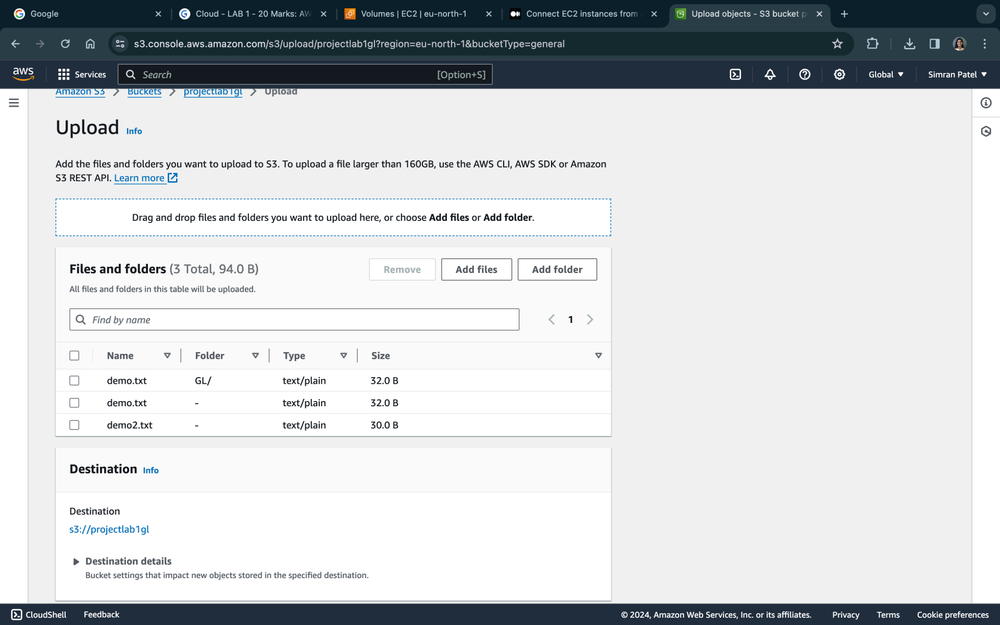 Google
Cloud - LAB 1 - 20 Marks: AW
Volumes | EC2 | eu-north-1
Connect EC2 instances from
Upload objects - S3 bucket p
s3.console.aws.amazon.com/s3/upload/projectlab1gl?region=eu-north-1&bucketType=general
aws
Services
Search
[Option+S]
Global
Simran Patel
Amazon S3
Buckets
projectlab1gl
Upload
Upload Info
Add the files and folders you want to upload to S3. To upload a file larger than 160GB, use the AWS CLI, AWS SDK or Amazon
S3 REST API. Learn more
Drag and drop files and folders you want to upload here, or choose Add files or Add folder.
Files and folders (3 Total, 94.0 B)
Remove
Add files
Add folder
All files and folders in this table will be uploaded.
Find by name
1
Name Folder Type Size
demo.txt GL/ text/plain 32.0 B
demo.txt - text/plain 32.0 B
demo2.txt - text/plain 30.0 B
Destination Info
Destination
s3://projectlab1gl
Destination details
Bucket settings that impact new objects stored in the specified destination.
CloudShell
Feedback
© 2024, Amazon Web Services, Inc. or its affiliates.
Privacy
Terms
Cookie preferences